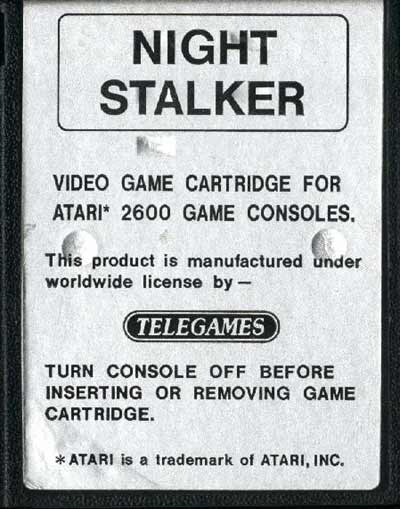 NIGHT
STALKER
VIDEO GAME CARTRIDGE FOR
ATARI* 2600 GAME CONSOLES.
This product is manufactured under
worldwide license by —
TELEGAMES
TURN CONSOLE OFF BEFORE
INSERTING OR REMOVING GAME
CARTRIDGE.
* ATARI is a trademark of ATARI, INC.